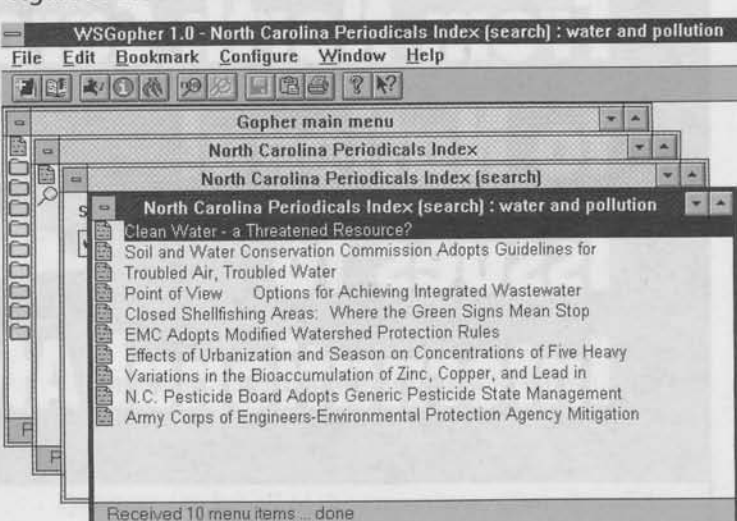 WSGopher 1.0 - North Carolina Periodicals Index [search] : water and pollution
File Edit Bookmark Configure Window Help
Gopher main menu
North Carolina Periodicals Index
North Carolina Periodicals Index [search]
North Carolina Periodicals Index [search] : water and pollution
Clean Water - a Threatened Resource?
Soil and Water Conservation Commission Adopts Guidelines for
Troubled Air, Troubled Water
Point of View Options for Achieving Integrated Wastewater
Closed Shellfishing Areas: Where the Green Signs Mean Stop
EMC Adopts Modified Watershed Protection Rules
Effects of Urbanization and Season on Concentrations of Five Heavy
Variations in the Bioaccumulation of Zinc, Copper, and Lead in
N.C. Pesticide Board Adopts Generic Pesticide State Management
Army Corps of Engineers-Environmental Protection Agency Mitigation
Received 10 menu items ... done